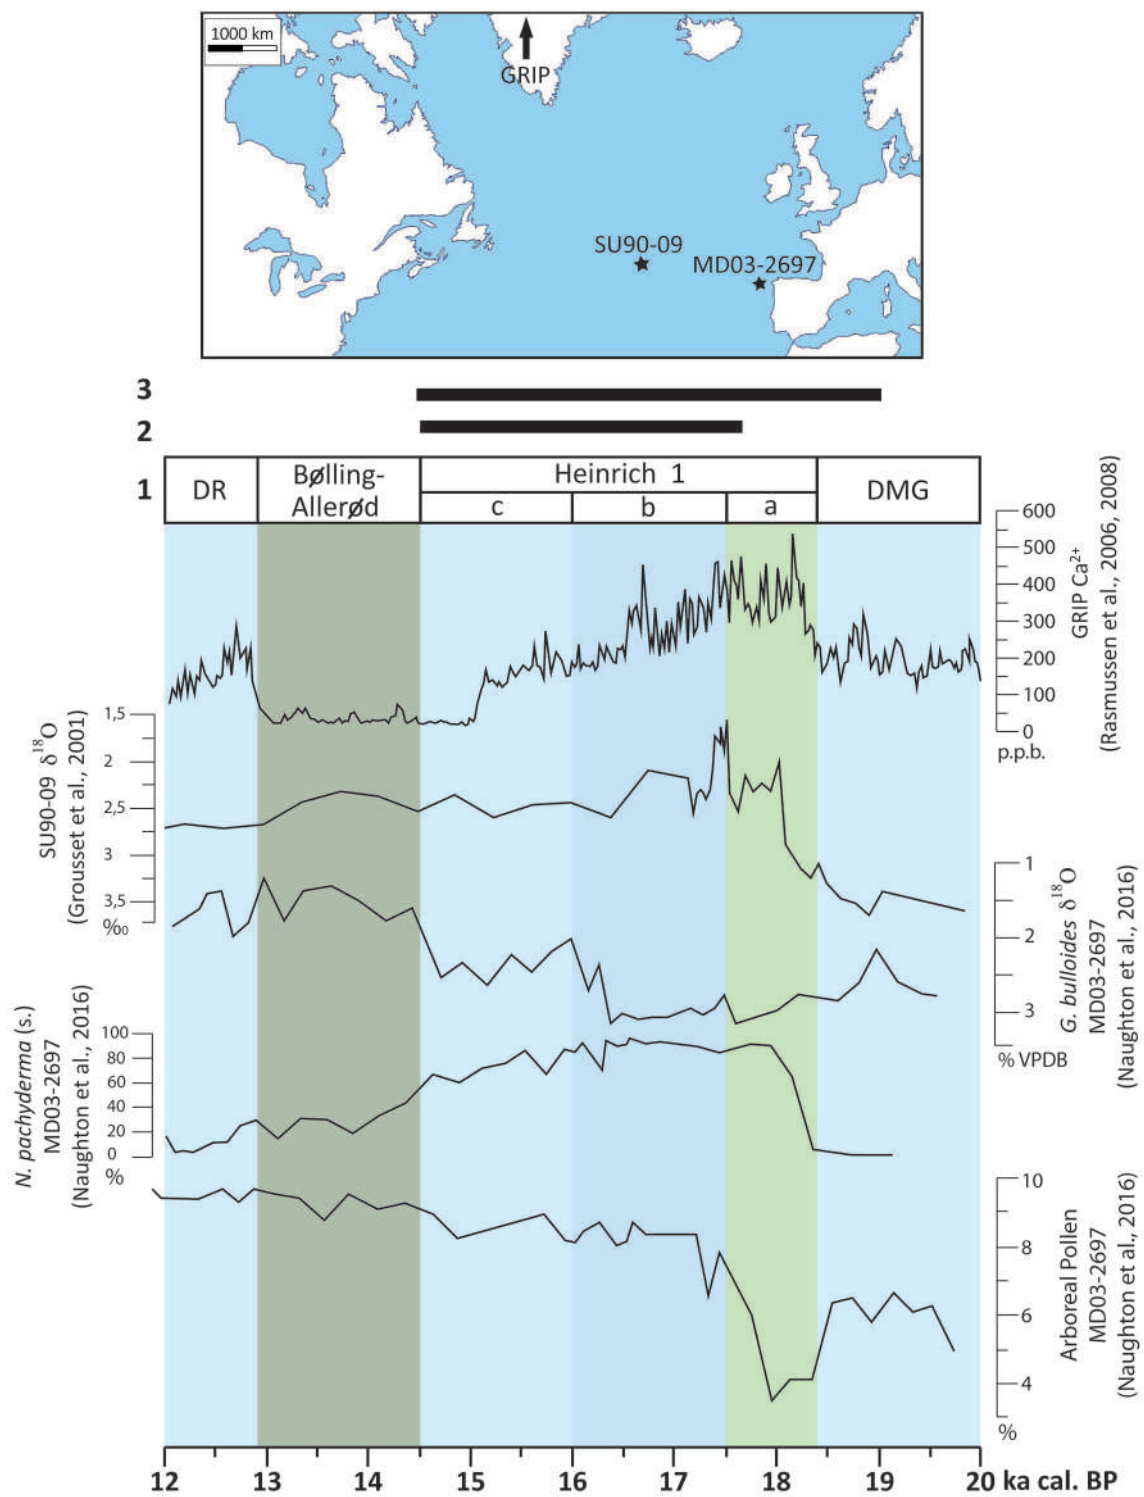 1000 km
GRIP
SU90-09
MD03-2697
3
2
1
DR
Bølling-
Allerød
Heinrich 1
c
b
a
DMG
600
500
400
300
200
100
0
p.p.b.
GRIP Ca²⁺
(Rasmussen et al., 2006, 2008)
1,5
2
2,5
3
3,5
‰
SU90-09 δ¹⁸O
(Grousset et al., 2001)
1
2
3
% VPDB
G. bulloides δ¹⁸O
MD03-2697
(Naughton et al., 2016)
100
80
60
40
20
0
%
N. pachyderma (s.)
MD03-2697
(Naughton et al., 2016)
10
8
6
4
%
Arboreal Pollen
MD03-2697
(Naughton et al., 2016)
12 13 14 15 16 17 18 19 20 ka cal. BP